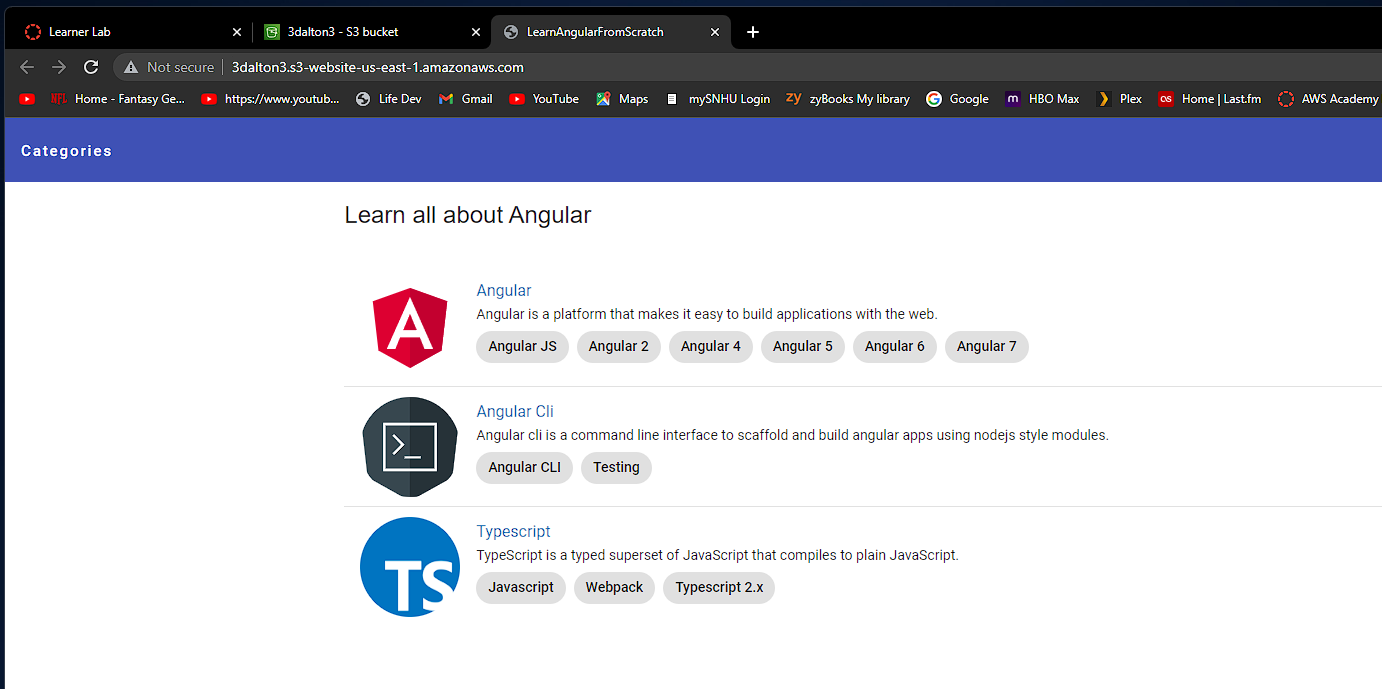 Learner Lab
3dalton3 - S3 bucket
LearnAngularFromScratch
Not secure
3dalton3.s3-website-us-east-1.amazonaws.com
NFL Home - Fantasy Ge... https://www.youtub... Life Dev Gmail YouTube Maps mySNHU Login zy zyBooks My library Google m HBO Max Plex as Home | Last.fm AWS Academy
Categories
Learn all about Angular
A
Angular
Angular is a platform that makes it easy to build applications with the web.
Angular JS Angular 2 Angular 4 Angular 5 Angular 6 Angular 7
>_
Angular Cli
Angular cli is a command line interface to scaffold and build angular apps using nodejs style modules.
Angular CLI Testing
TS
Typescript
TypeScript is a typed superset of JavaScript that compiles to plain JavaScript.
Javascript Webpack Typescript 2.x